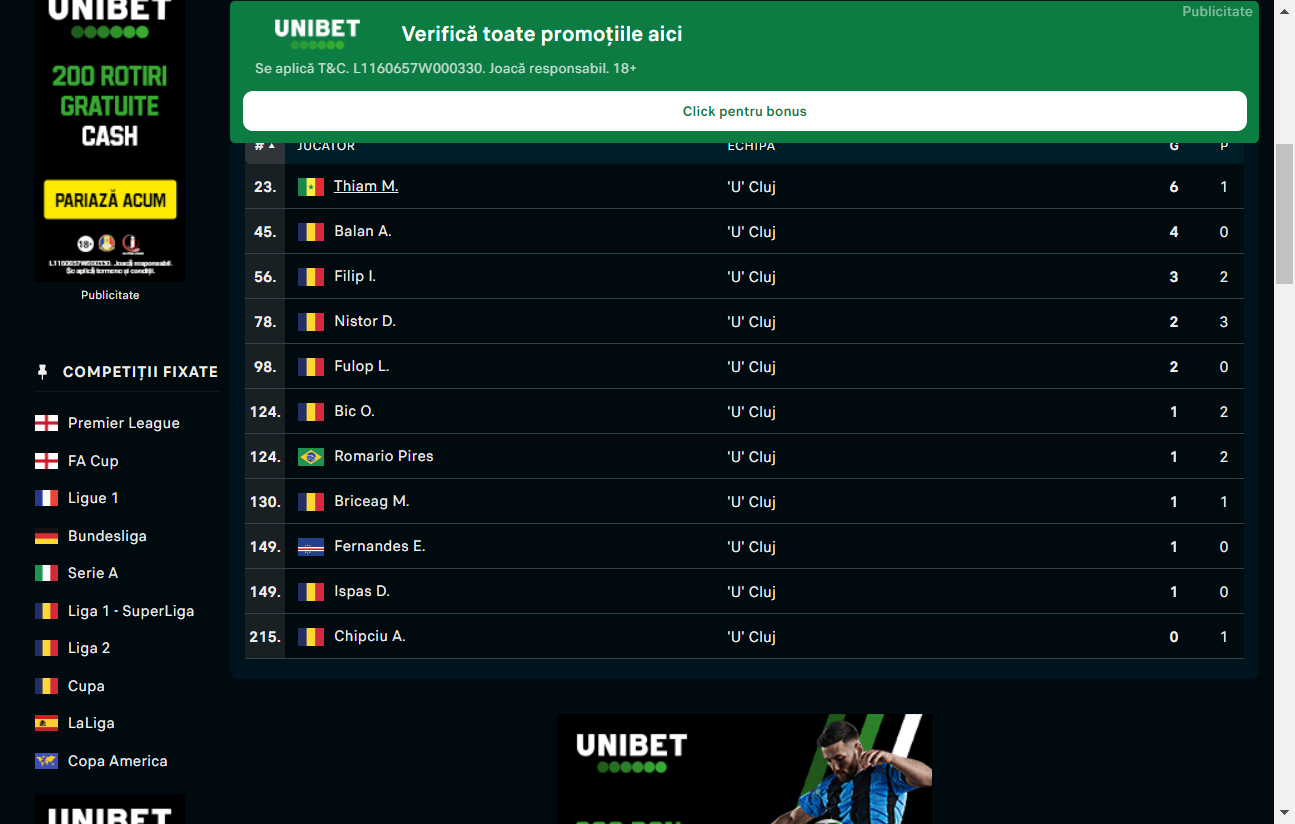 UNIBET
200 ROTIRI
GRATUITE
CASH
PARIAZĂ ACUM
18+
L1160657W000330. Joacă responsabil.
Se aplică termeni și condiții.
Publicitate
COMPETIȚII FIXATE
Premier League
FA Cup
Ligue 1
Bundesliga
Serie A
Liga 1 - SuperLiga
Liga 2
Cupa
LaLiga
Copa America
UNIBET
Publicitate
UNIBET
Verifică toate promoțiile aici
Se aplică T&C. L1160657W000330. Joacă responsabil. 18+
Click pentru bonus
# JUCĂTOR ECHIPĂ G P
23. Thiam M. 'U' Cluj 6 1
45. Balan A. 'U' Cluj 4 0
56. Filip I. 'U' Cluj 3 2
78. Nistor D. 'U' Cluj 2 3
98. Fulop L. 'U' Cluj 2 0
124. Bic O. 'U' Cluj 1 2
124. Romario Pires 'U' Cluj 1 2
130. Briceag M. 'U' Cluj 1 1
149. Fernandes E. 'U' Cluj 1 0
149. Ispas D. 'U' Cluj 1 0
215. Chipciu A. 'U' Cluj 0 1
UNIBET